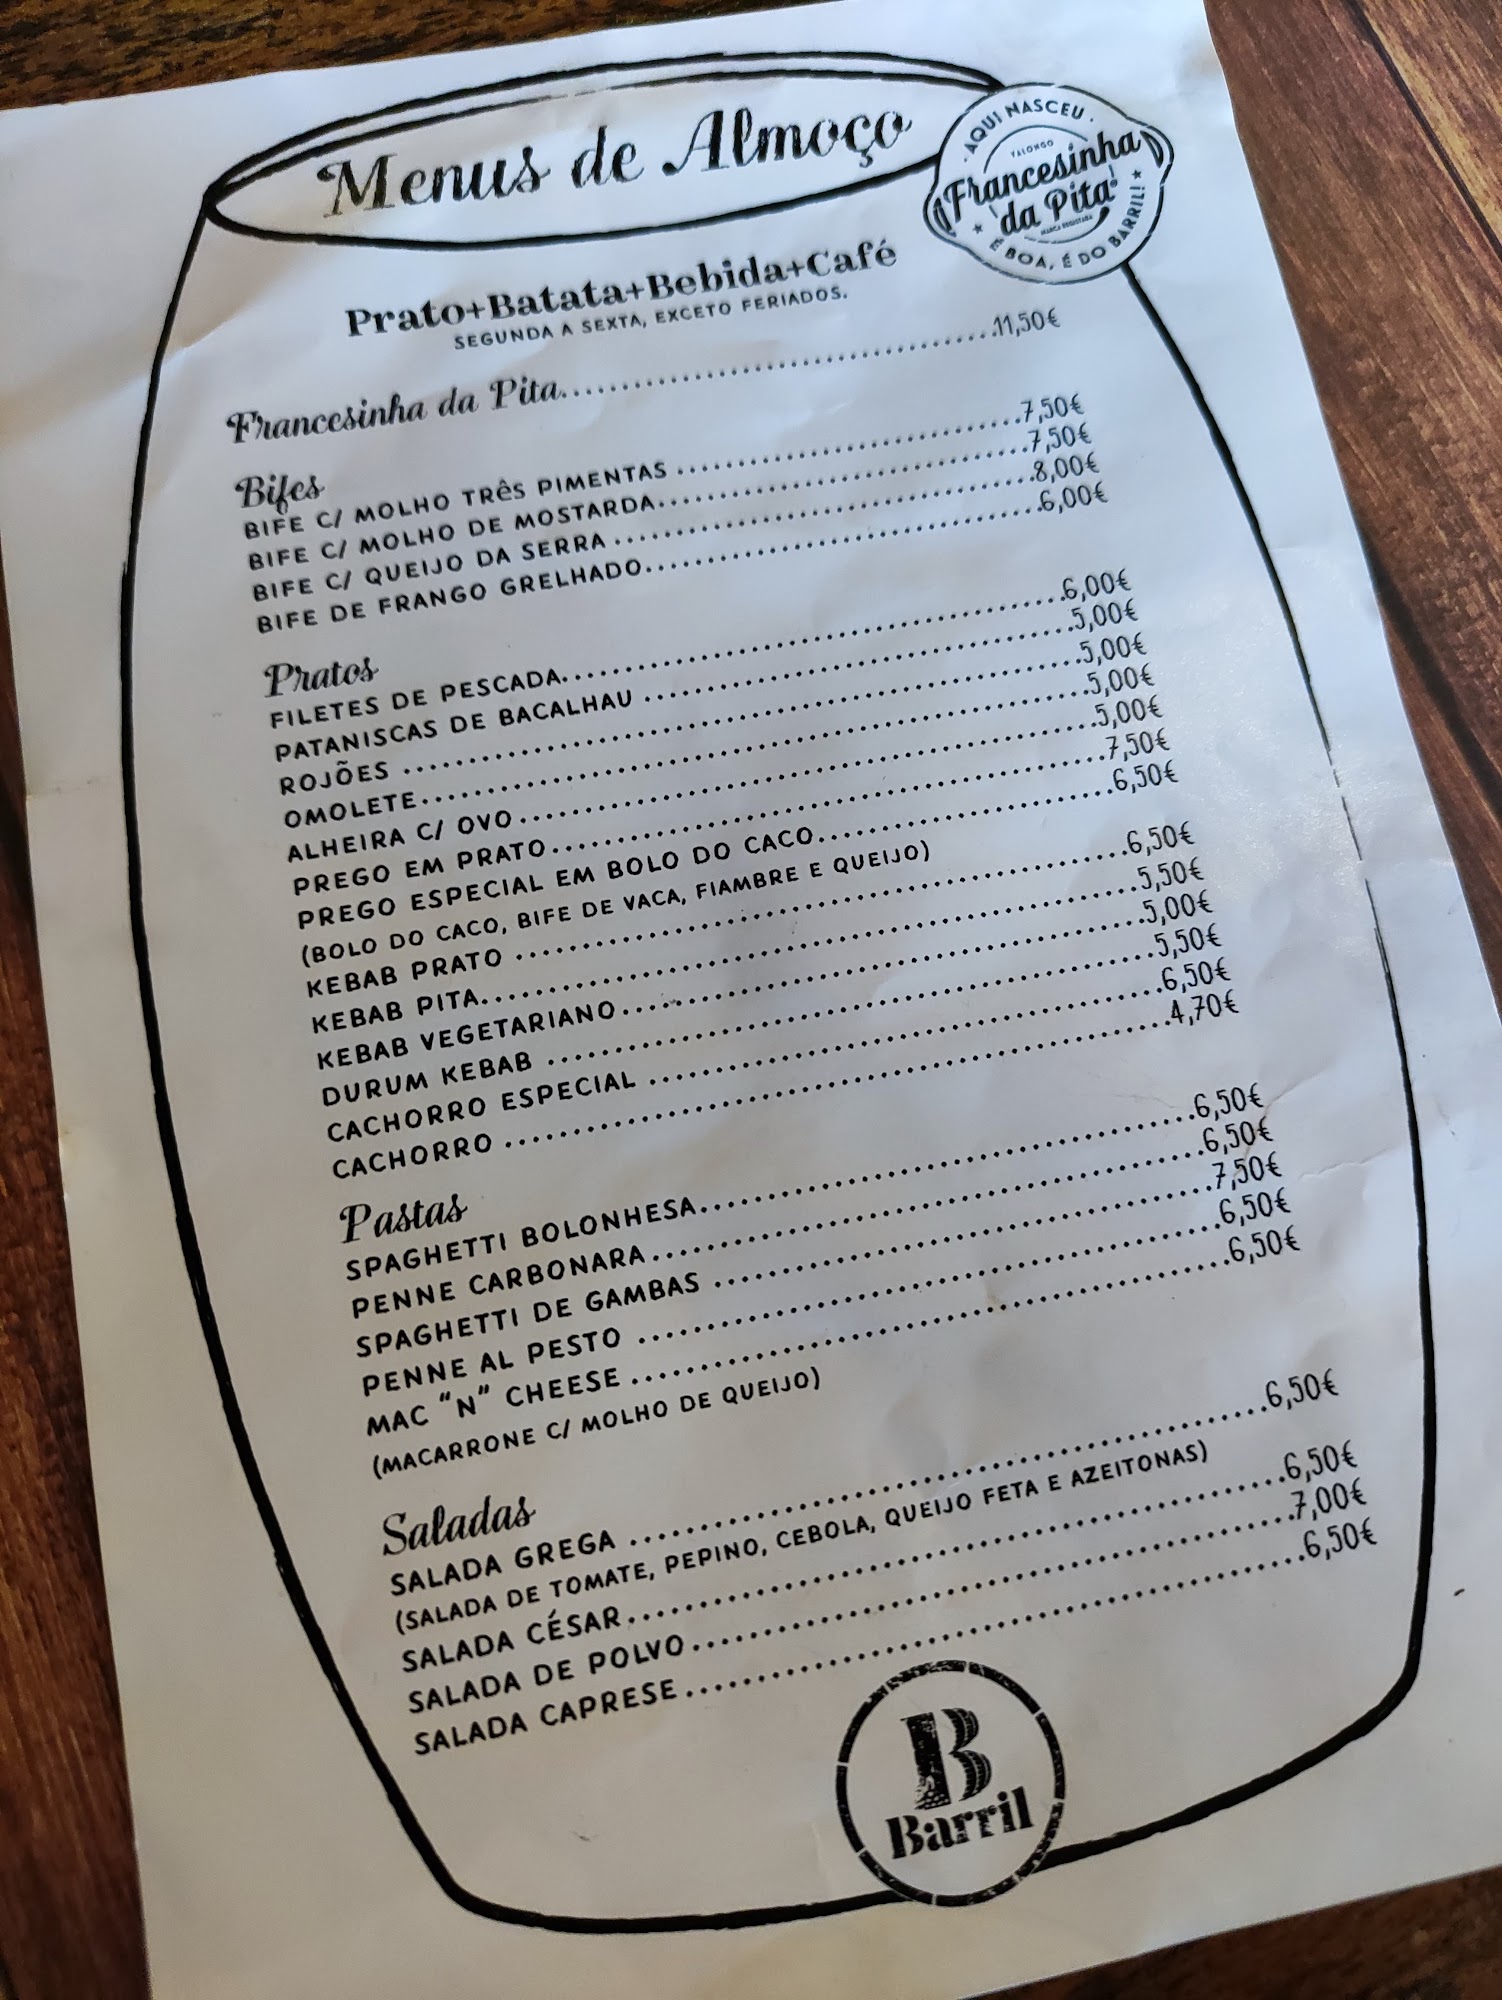 Menus de Almoço
· AQUI NASCEU ·
VALONGO
Francesinha
da Pita
MARCA REGISTADA
★ É BOA, É DO BARRIL! ★
Prato+Batata+Bebida+Café
SEGUNDA A SEXTA, EXCETO FERIADOS.
Francesinha da Pita 11,50€
Bifes
BIFE C/ MOLHO TRÊS PIMENTAS 7,50€
BIFE C/ MOLHO DE MOSTARDA 7,50€
BIFE C/ QUEIJO DA SERRA 8,00€
BIFE DE FRANGO GRELHADO 6,00€
Pratos
FILETES DE PESCADA 6,00€
PATANISCAS DE BACALHAU 5,00€
ROJÕES 5,00€
OMOLETE 5,00€
ALHEIRA C/ OVO 5,00€
PREGO EM PRATO 7,50€
PREGO ESPECIAL EM BOLO DO CACO 6,50€
(BOLO DO CACO, BIFE DE VACA, FIAMBRE E QUEIJO)
KEBAB PRATO 6,50€
KEBAB PITA 5,50€
KEBAB VEGETARIANO 5,00€
DURUM KEBAB 5,50€
CACHORRO ESPECIAL 6,50€
CACHORRO 4,70€
Pastas
SPAGHETTI BOLONHESA 6,50€
PENNE CARBONARA 6,50€
SPAGHETTI DE GAMBAS 7,50€
PENNE AL PESTO 6,50€
MAC "N" CHEESE 6,50€
(MACARRONE C/ MOLHO DE QUEIJO)
Saladas
SALADA GREGA 6,50€
(SALADA DE TOMATE, PEPINO, CEBOLA, QUEIJO FETA E AZEITONAS)
SALADA CÉSAR 6,50€
SALADA DE POLVO 7,00€
SALADA CAPRESE 6,50€
B
Barril